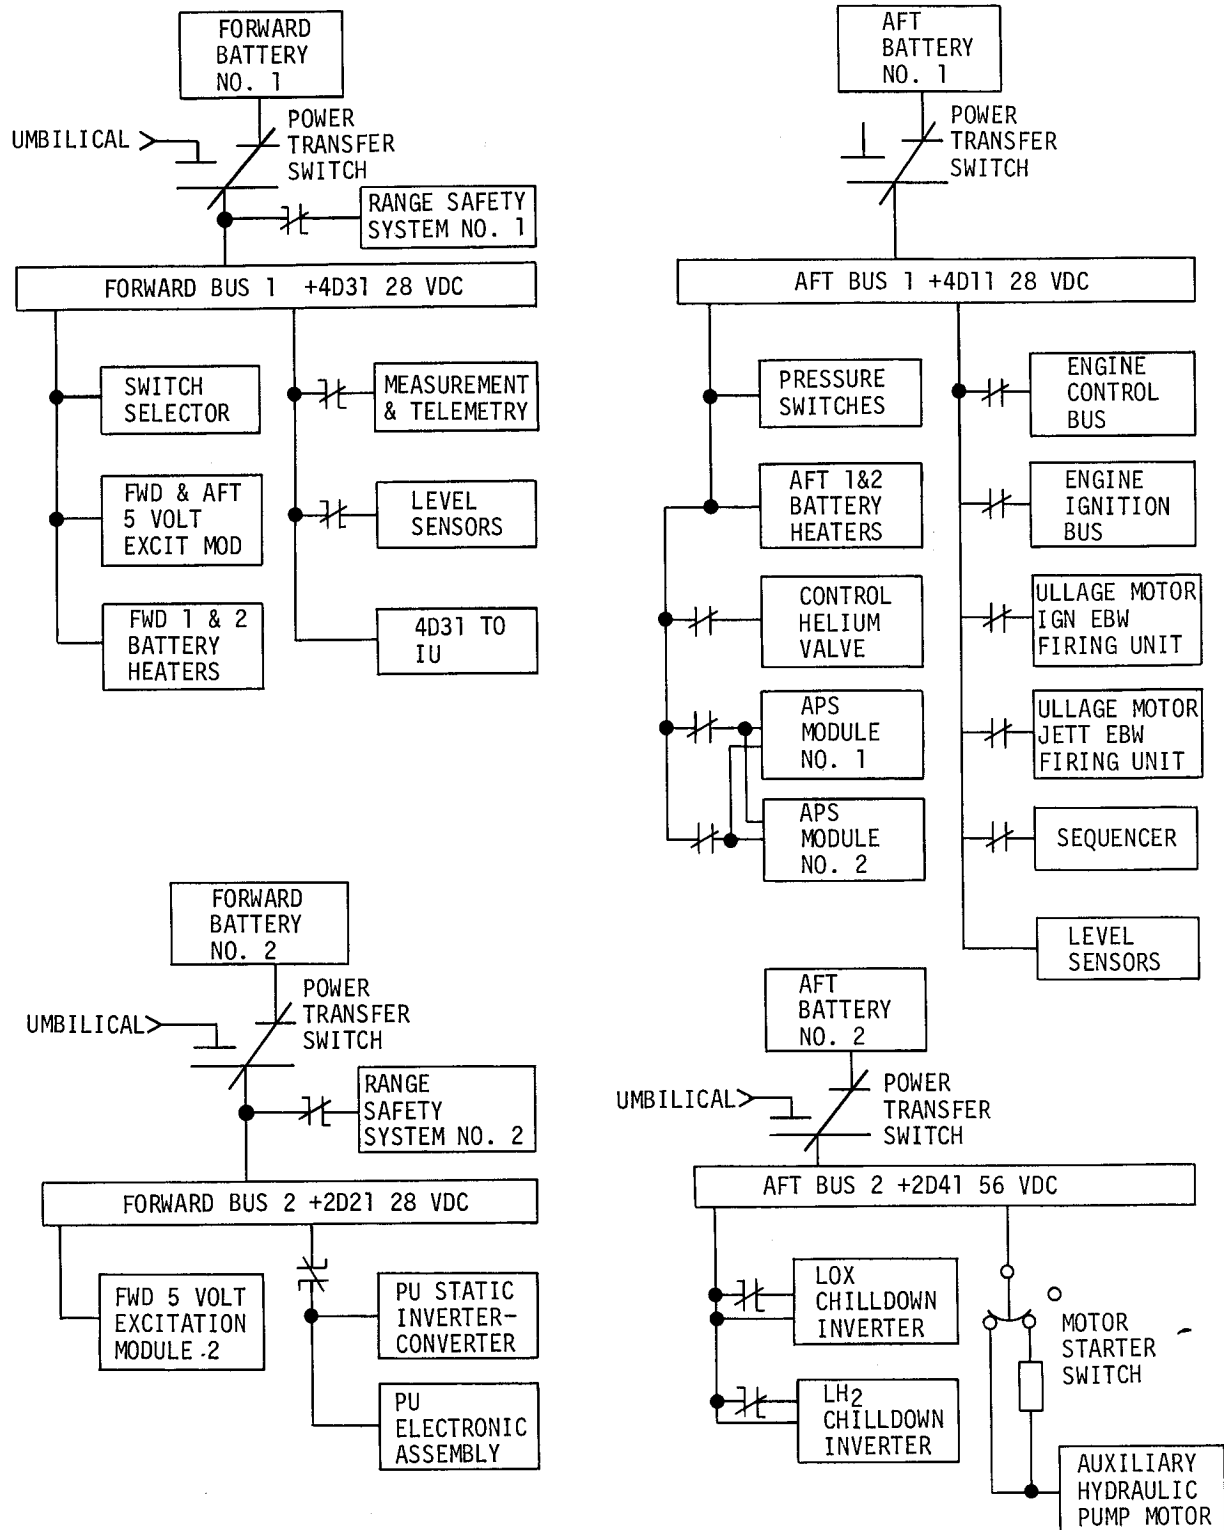 FORWARD
BATTERY
NO. 1
UMBILICAL
POWER
TRANSFER
SWITCH
RANGE SAFETY
SYSTEM NO. 1
FORWARD BUS 1 +4D31 28 VDC
SWITCH
SELECTOR
MEASUREMENT
& TELEMETRY
FWD & AFT
5 VOLT
EXCIT MOD
LEVEL
SENSORS
FWD 1 & 2
BATTERY
HEATERS
4D31 TO
IU
AFT
BATTERY
NO. 1
POWER
TRANSFER
SWITCH
AFT BUS 1 +4D11 28 VDC
PRESSURE
SWITCHES
AFT 1&2
BATTERY
HEATERS
CONTROL
HELIUM
VALVE
APS
MODULE
NO. 1
APS
MODULE
NO. 2
ENGINE
CONTROL
BUS
ENGINE
IGNITION
BUS
ULLAGE MOTOR
IGN EBW
FIRING UNIT
ULLAGE MOTOR
JETT EBW
FIRING UNIT
SEQUENCER
LEVEL
SENSORS
FORWARD
BATTERY
NO. 2
UMBILICAL
POWER
TRANSFER
SWITCH
RANGE
SAFETY
SYSTEM NO. 2
FORWARD BUS 2 +2D21 28 VDC
FWD 5 VOLT
EXCITATION
MODULE 2
PU STATIC
INVERTER-
CONVERTER
PU
ELECTRONIC
ASSEMBLY
AFT
BATTERY
NO. 2
UMBILICAL
POWER
TRANSFER
SWITCH
AFT BUS 2 +2D41 56 VDC
LOX
CHILLDOWN
INVERTER
LH2
CHILLDOWN
INVERTER
MOTOR
STARTER
SWITCH
AUXILIARY
HYDRAULIC
PUMP MOTOR